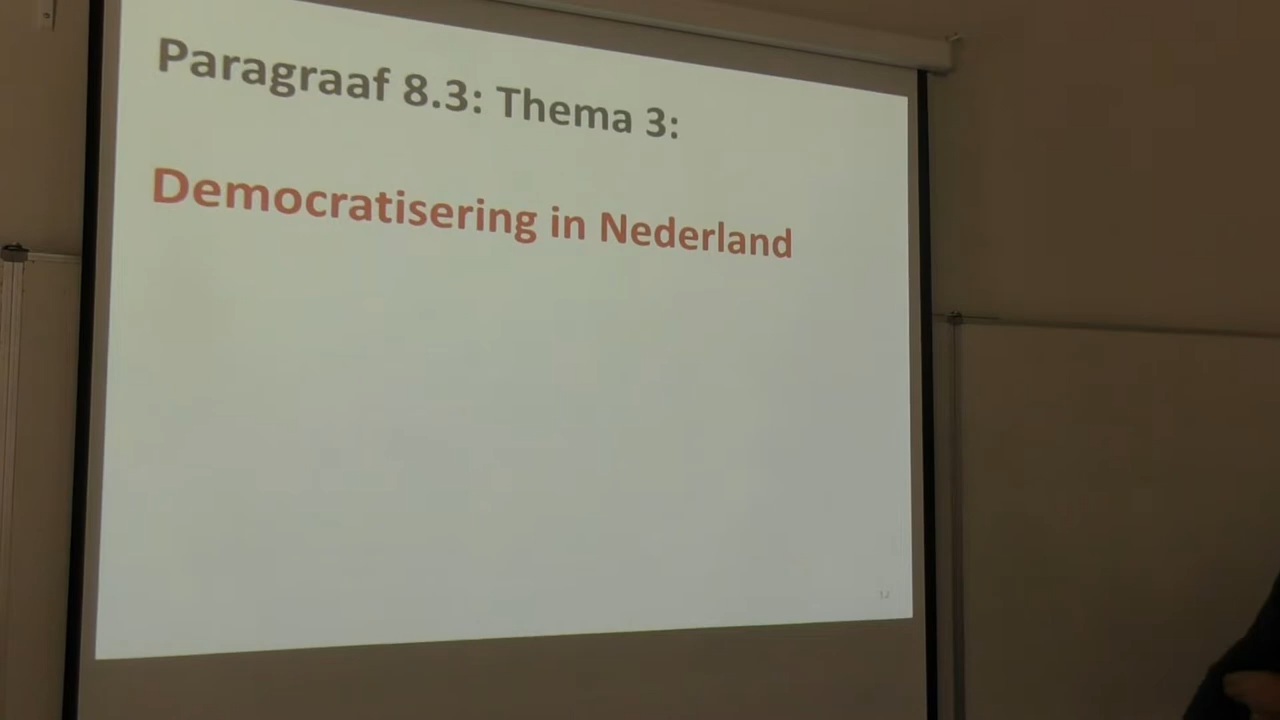 Paragraaf 8.3: Thema 3:
Democratisering in Nederland